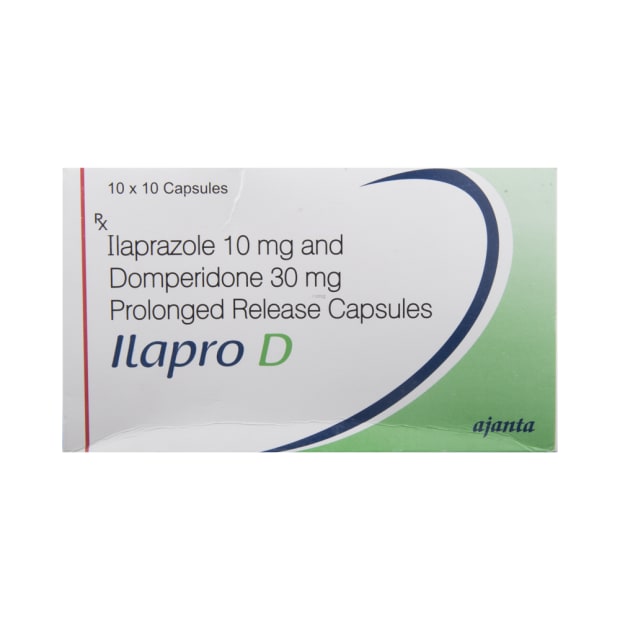 10 x 10 Capsules
Rx
Ilaprazole 10 mg and
Domperidone 30 mg
Prolonged Release Capsules
Ilapro D
ajanta